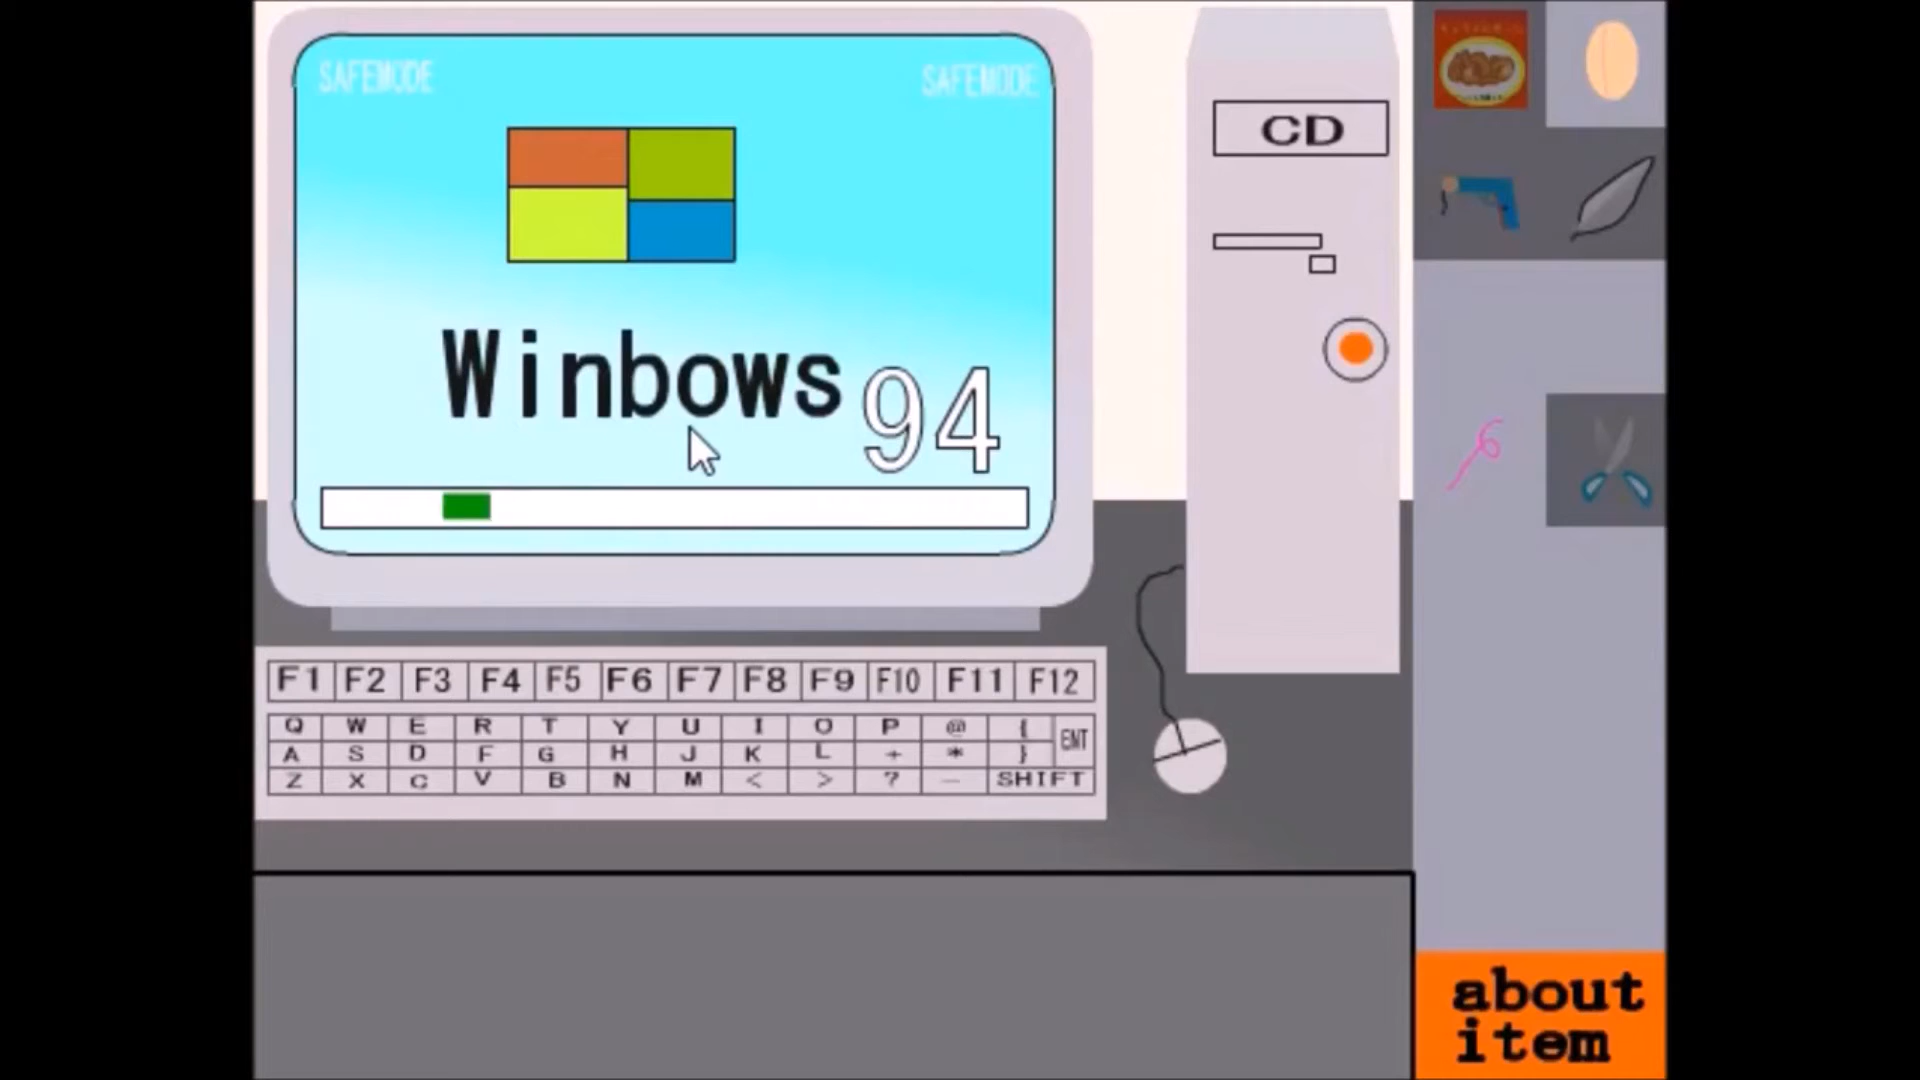 SAFEMODE SAFEMODE
Winbows 94
CD
F1 F2 F3 F4 F5 F6 F7 F8 F9 F10 F11 F12
Q W E R T Y U I O P @ { ENT
A S D F G H J K L + * }
Z X C V B N M < > ? — SHIFT
about
item